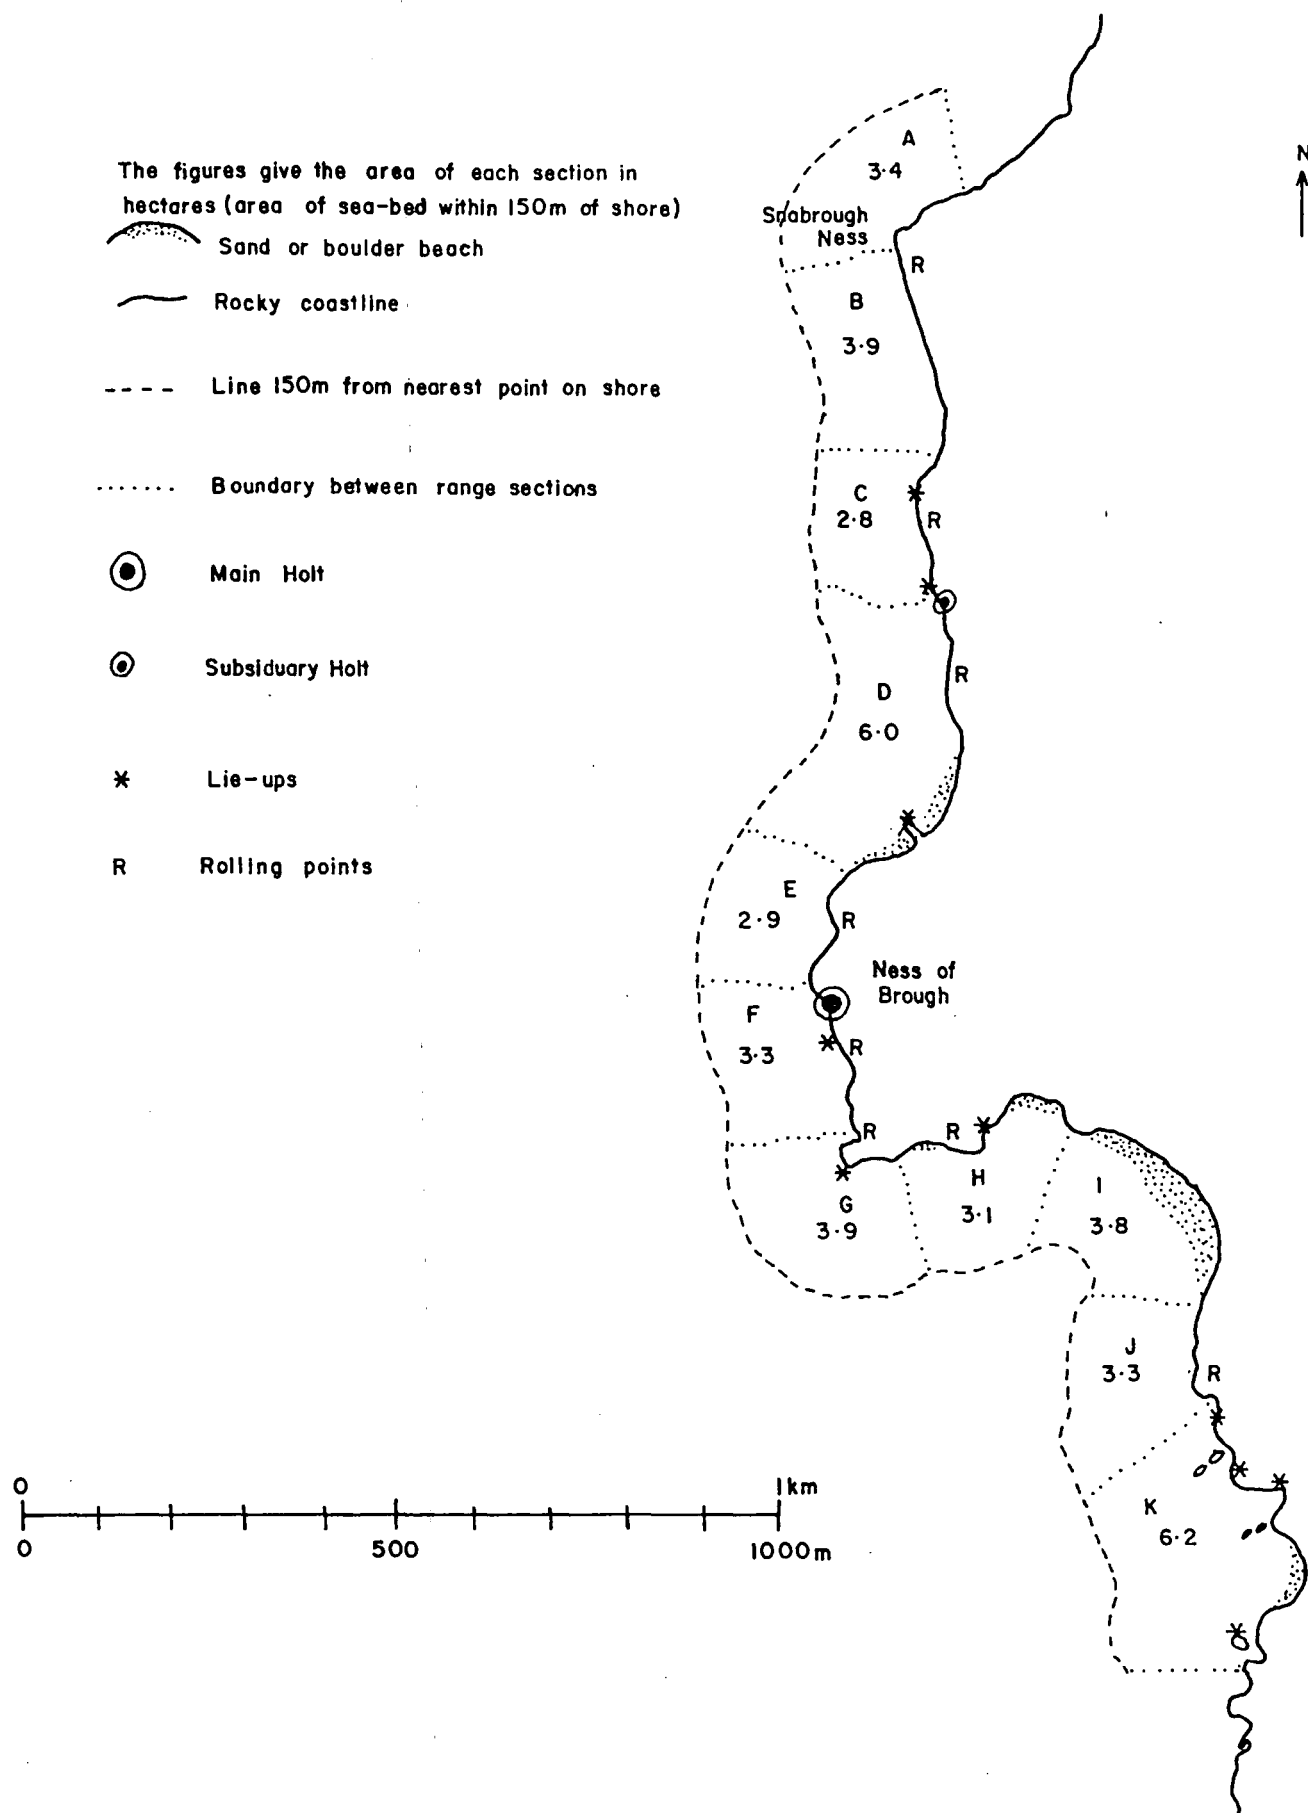 The figures give the area of each section in
hectares (area of sea-bed within 150m of shore)
Sand or boulder beach
Rocky coastline
Line 150m from nearest point on shore
Boundary between range sections
Main Holt
Subsiduary Holt
Lie-ups
R Rolling points
N
A
3·4
Snabrough
Ness
R
B
3·9
C
2·8
R
R
D
6·0
E
2·9
R
Ness of
Brough
F
3·3
R
R
R
H
3·1
I
3·8
G
3·9
J
3·3
R
K
6·2
0
1km
0
500
1000m